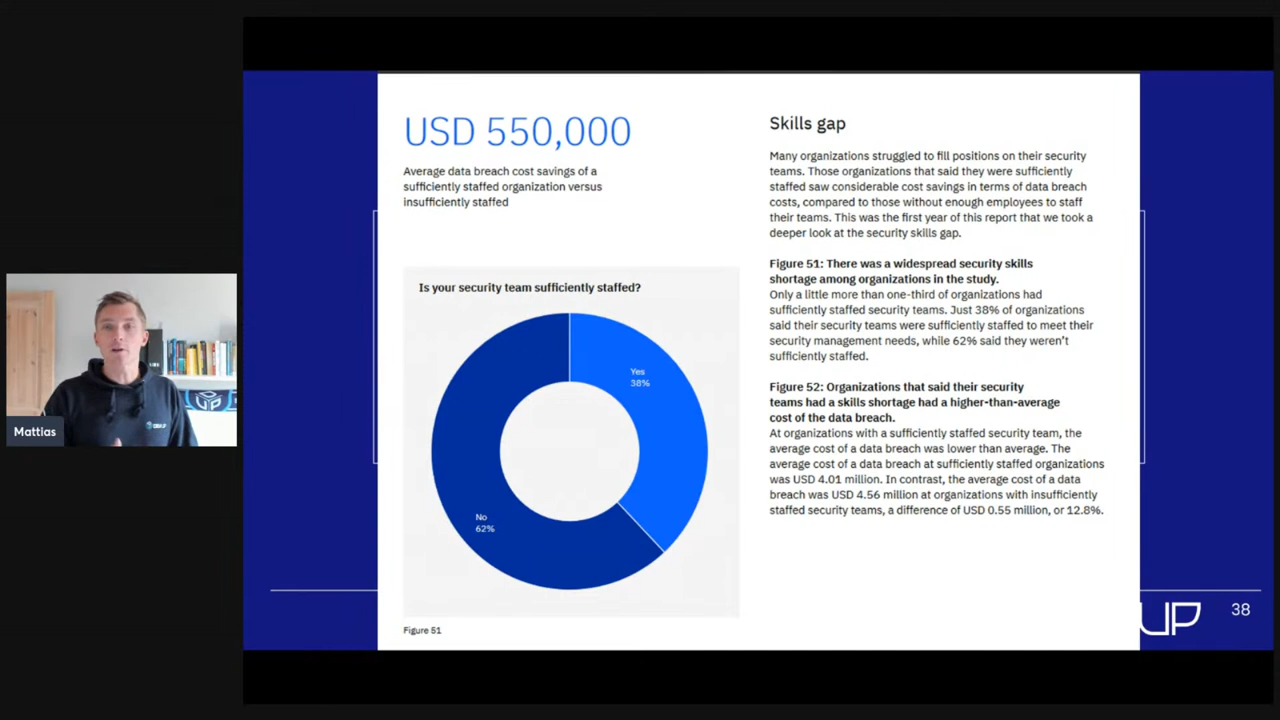 USD 550,000
Average data breach cost savings of a
sufficiently staffed organization versus
insufficiently staffed
Is your security team sufficiently staffed?
Yes
38%
No
62%
Figure 51
Skills gap
Many organizations struggled to fill positions on their security
teams. Those organizations that said they were sufficiently
staffed saw considerable cost savings in terms of data breach
costs, compared to those without enough employees to staff
their teams. This was the first year of this report that we took a
deeper look at the security skills gap.
Figure 51: There was a widespread security skills
shortage among organizations in the study.
Only a little more than one-third of organizations had
sufficiently staffed security teams. Just 38% of organizations
said their security teams were sufficiently staffed to meet their
security management needs, while 62% said they weren't
sufficiently staffed.
Figure 52: Organizations that said their security
teams had a skills shortage had a higher-than-average
cost of the data breach.
At organizations with a sufficiently staffed security team, the
average cost of a data breach was lower than average. The
average cost of a data breach at sufficiently staffed organizations
was USD 4.01 million. In contrast, the average cost of a data
breach was USD 4.56 million at organizations with insufficiently
staffed security teams, a difference of USD 0.55 million, or 12.8%.
UP
38
Mattias